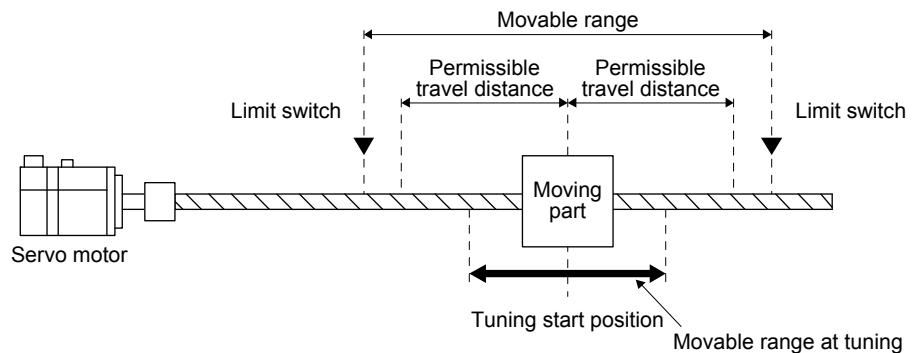 Movable range
Permissible
travel distance
Permissible
travel distance
Limit switch
Limit switch
Moving
part
Servo motor
Tuning start position
Movable range at tuning